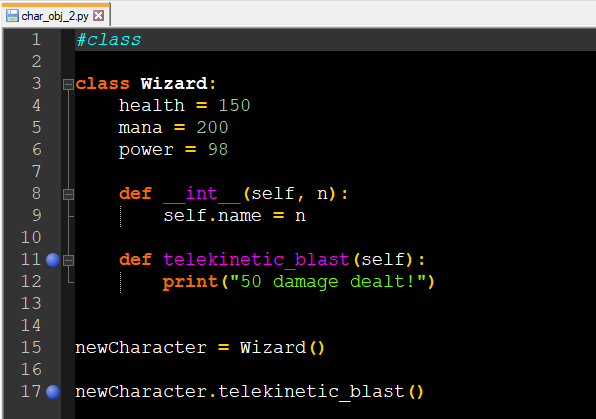 char_obj_2.py
1 #class
2
3 class Wizard:
4     health = 150
5     mana = 200
6     power = 98
7
8     def __int__(self, n):
9         self.name = n
10
11     def telekinetic_blast(self):
12         print("50 damage dealt!")
13
14
15 newCharacter = Wizard()
16
17 newCharacter.telekinetic_blast()